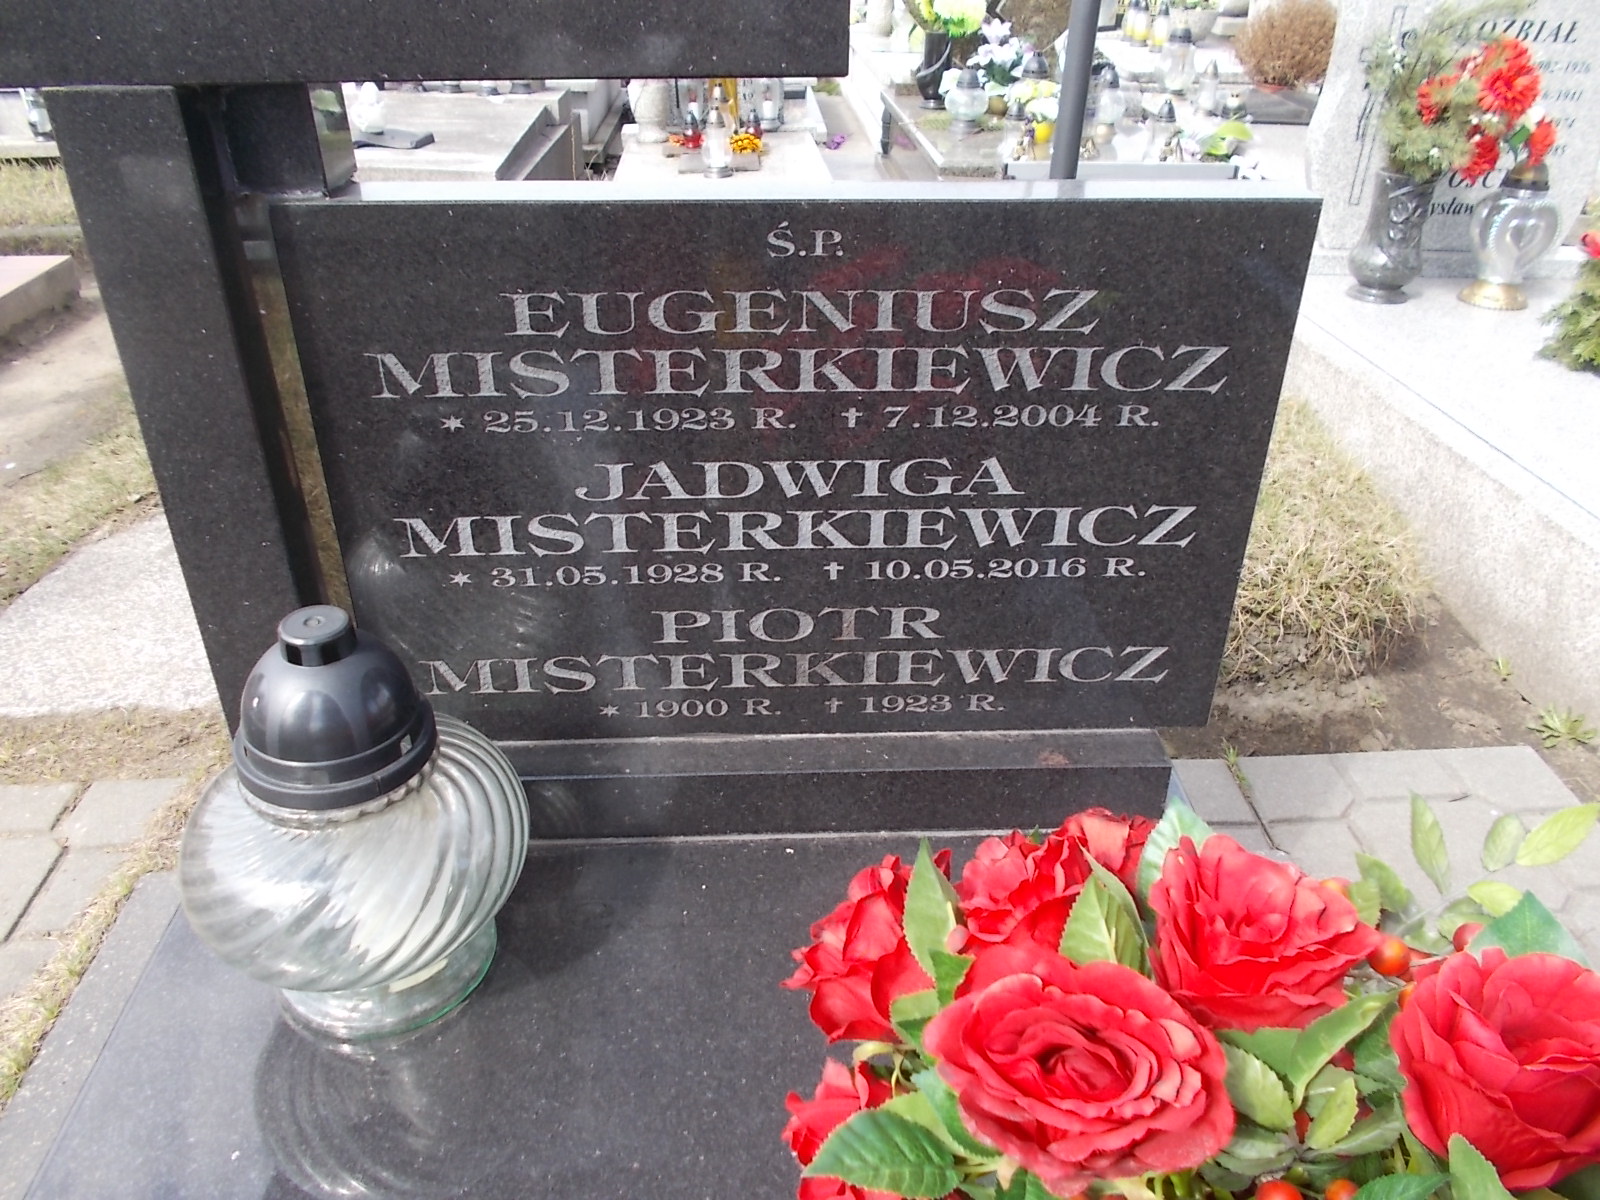 Ś.P.
EUGENIUSZ
MISTERKIEWICZ
* 25.12.1923 R. † 7.12.2004 R.
JADWIGA
MISTERKIEWICZ
* 31.05.1928 R. † 10.05.2016 R.
PIOTR
MISTERKIEWICZ
* 1900 R. † 1923 R.